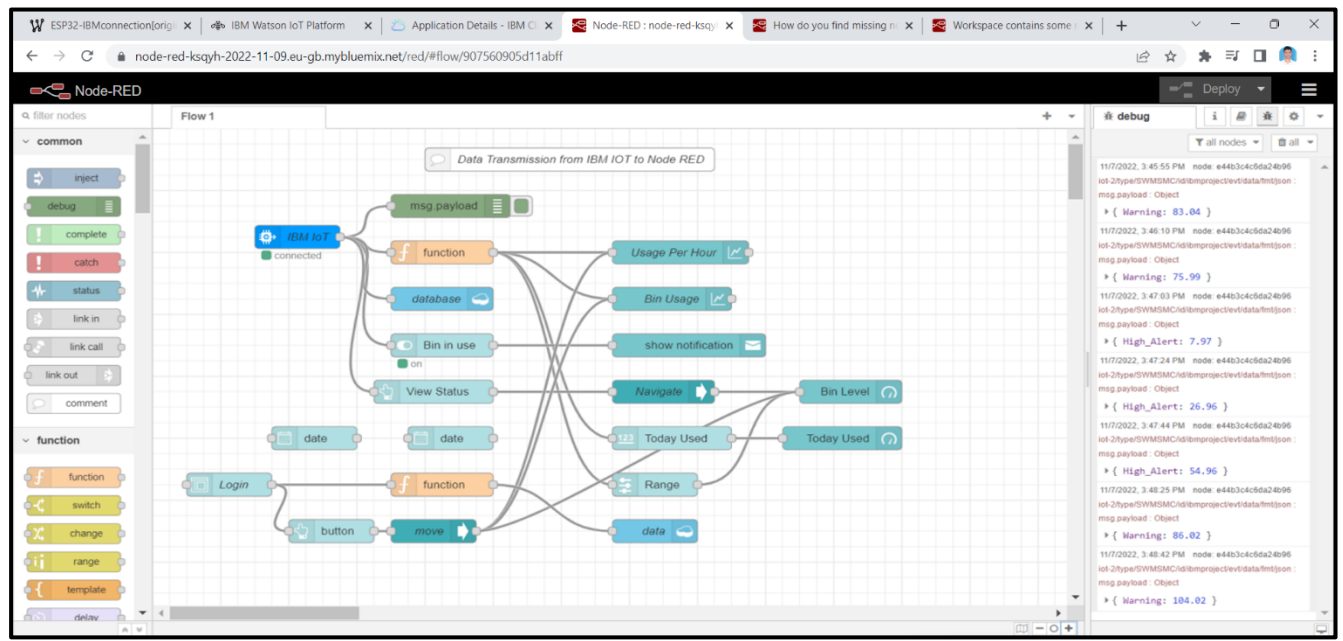 ESP32-IBMconnection[origi
IBM Watson IoT Platform
Application Details - IBM Cl
Node-RED : node-red-ksqy
How do you find missing n
Workspace contains some
node-red-ksqyh-2022-11-09.eu-gb.mybluemix.net/red/#flow/907560905d11abff
Node-RED
Deploy
filter nodes
Flow 1
debug
i
common
all nodes
all
Data Transmission from IBM IOT to Node RED
inject
debug
complete
catch
status
link in
link call
link out
comment
function
function
switch
change
range
template
delay
msg.payload
IBM IoT
connected
function
Usage Per Hour
database
Bin Usage
Bin in use
on
show notification
View Status
Navigate
Bin Level
date
date
123
Today Used
Today Used
Login
function
Range
button
move
data
11/7/2022, 3:45:55 PM node: e44b3c4c6da24b96
iot-2/type/SWMSMC/id/ibmproject/evt/data/fmt/json :
msg.payload : Object
{ Warning: 83.04 }
11/7/2022, 3:46:10 PM node: e44b3c4c6da24b96
iot-2/type/SWMSMC/id/ibmproject/evt/data/fmt/json :
msg.payload : Object
{ Warning: 75.99 }
11/7/2022, 3:47:03 PM node: e44b3c4c6da24b96
iot-2/type/SWMSMC/id/ibmproject/evt/data/fmt/json :
msg.payload : Object
{ High_Alert: 7.97 }
11/7/2022, 3:47:24 PM node: e44b3c4c6da24b96
iot-2/type/SWMSMC/id/ibmproject/evt/data/fmt/json :
msg.payload : Object
{ High_Alert: 26.96 }
11/7/2022, 3:47:44 PM node: e44b3c4c6da24b96
iot-2/type/SWMSMC/id/ibmproject/evt/data/fmt/json :
msg.payload : Object
{ High_Alert: 54.96 }
11/7/2022, 3:48:25 PM node: e44b3c4c6da24b96
iot-2/type/SWMSMC/id/ibmproject/evt/data/fmt/json :
msg.payload : Object
{ Warning: 86.02 }
11/7/2022, 3:48:42 PM node: e44b3c4c6da24b96
iot-2/type/SWMSMC/id/ibmproject/evt/data/fmt/json :
msg.payload : Object
{ Warning: 104.02 }